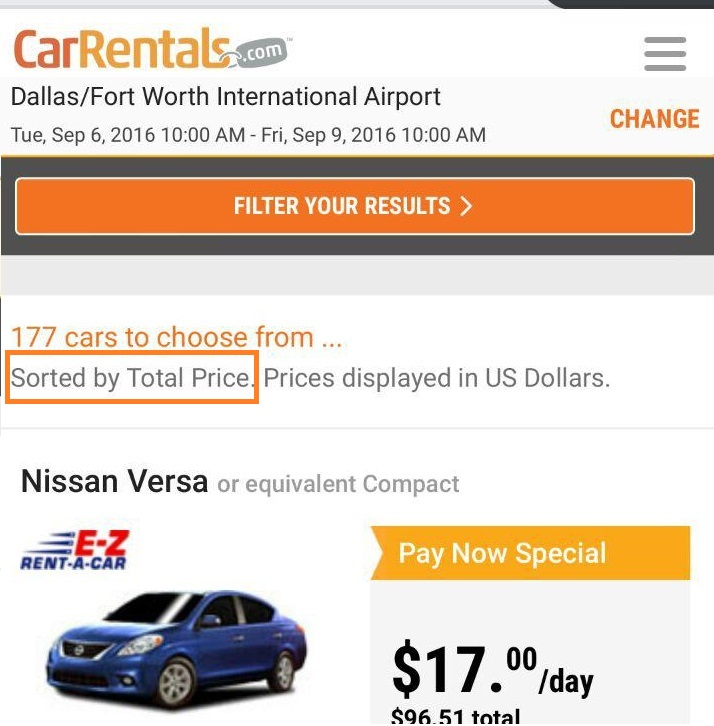 CarRentals.com™
Dallas/Fort Worth International Airport
Tue, Sep 6, 2016 10:00 AM - Fri, Sep 9, 2016 10:00 AM
CHANGE
FILTER YOUR RESULTS >
177 cars to choose from ...
Sorted by Total Price. Prices displayed in US Dollars.
Nissan Versa or equivalent Compact
E-Z
RENT-A-CAR
Pay Now Special
$17.00/day
$96.51 total